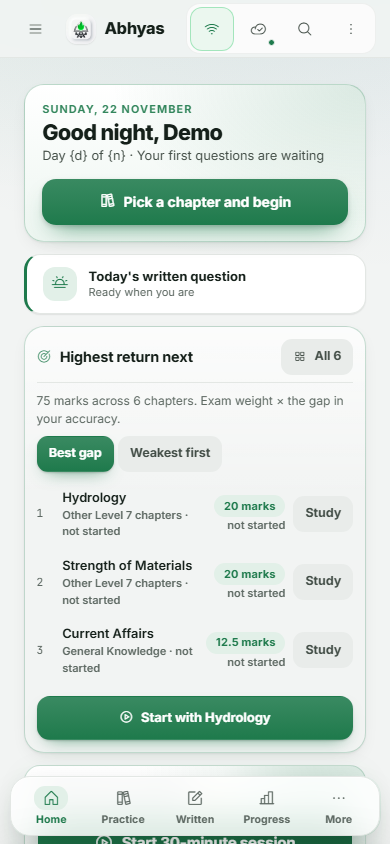 Abhyas
SUNDAY, 22 NOVEMBER
Good night, Demo
Day {d} of {n} · Your first questions are waiting
Pick a chapter and begin
Today's written question
Ready when you are
Highest return next
All 6
75 marks across 6 chapters. Exam weight × the gap in
your accuracy.
Best gap
Weakest first
1
Hydrology
Other Level 7 chapters ·
not started
20 marks
not started
Study
2
Strength of Materials
Other Level 7 chapters ·
not started
20 marks
not started
Study
3
Current Affairs
General Knowledge · not
started
12.5 marks
not started
Study
Start with Hydrology
Start 30-minute session
Home
Practice
Written
Progress
More